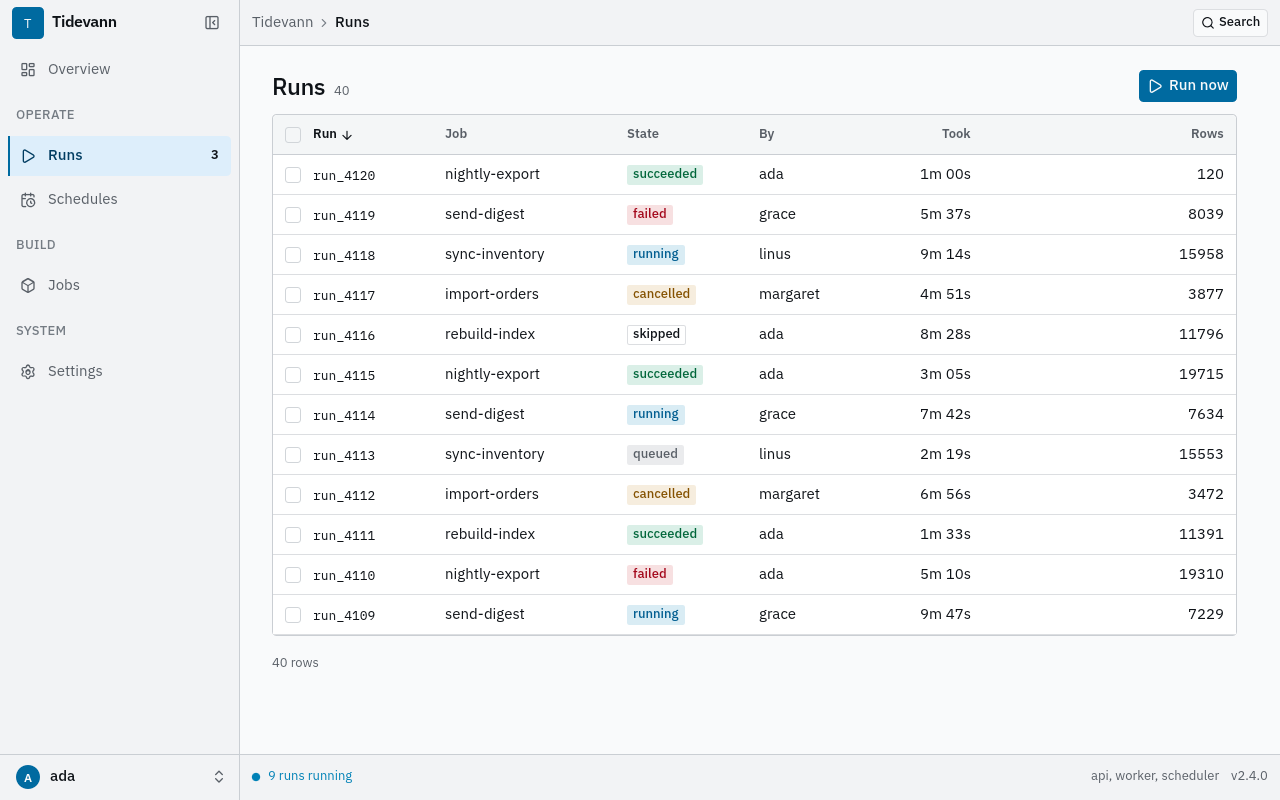 T Tidevann
Tidevann > Runs
Search
Overview
OPERATE
Runs 3
Schedules
BUILD
Jobs
SYSTEM
Settings
A ada
Runs 40
Run now
Run ↓ Job State By Took Rows
run_4120 nightly-export succeeded ada 1m 00s 120
run_4119 send-digest failed grace 5m 37s 8039
run_4118 sync-inventory running linus 9m 14s 15958
run_4117 import-orders cancelled margaret 4m 51s 3877
run_4116 rebuild-index skipped ada 8m 28s 11796
run_4115 nightly-export succeeded ada 3m 05s 19715
run_4114 send-digest running grace 7m 42s 7634
run_4113 sync-inventory queued linus 2m 19s 15553
run_4112 import-orders cancelled margaret 6m 56s 3472
run_4111 rebuild-index succeeded ada 1m 33s 11391
run_4110 nightly-export failed ada 5m 10s 19310
run_4109 send-digest running grace 9m 47s 7229
40 rows
9 runs running
api, worker, scheduler v2.4.0